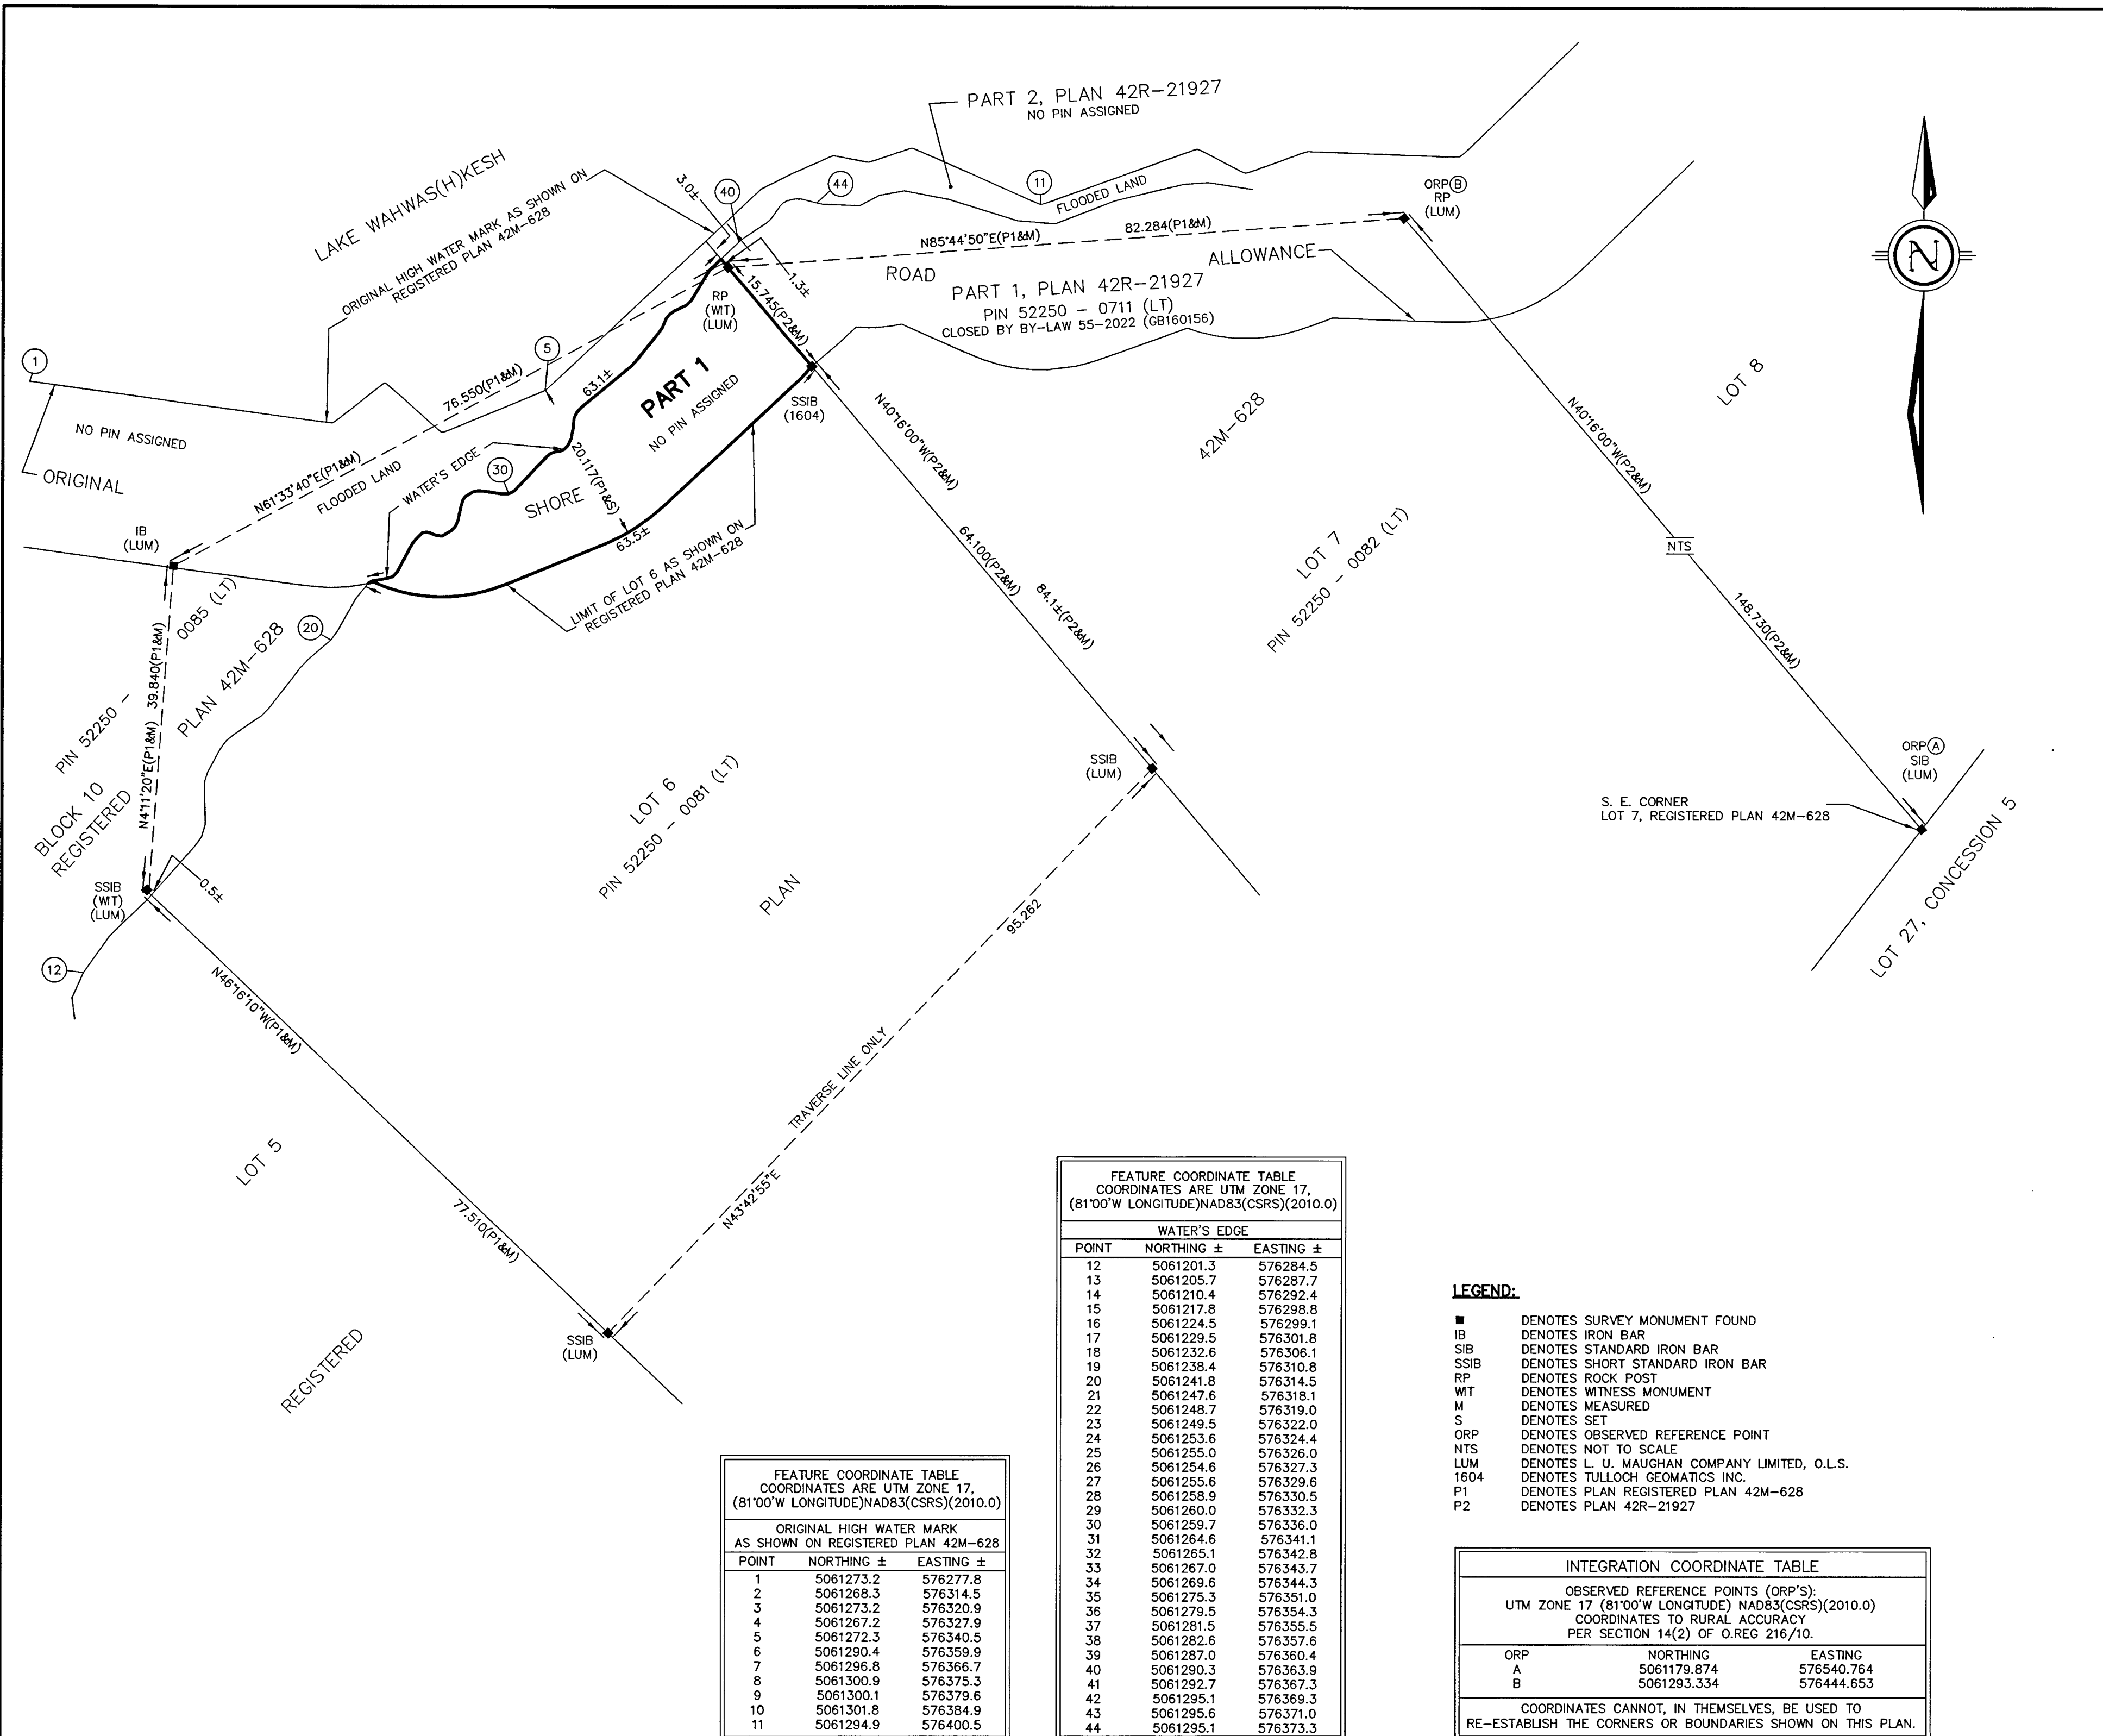 PART 2, PLAN 42R-21927
NO PIN ASSIGNED
LAKE WAHWAS(H)KESH
ORIGINAL HIGH WATER MARK AS SHOWN ON
REGISTERED PLAN 42M-628
3.0±
40
44
11
FLOODED LAND
ORP B
RP
(LUM)
N85°44'50"E(P1&M)
82.284(P1&M)
ROAD
ALLOWANCE
PART 1, PLAN 42R-21927
PIN 52250 - 0711 (LT)
CLOSED BY BY-LAW 55-2022 (GB160156)
1.3±
15.745(P2&M)
RP
(WIT)
(LUM)
1
5
76.550(P1&M)
63.1±
PART 1
NO PIN ASSIGNED
SSIB
(1604)
NO PIN ASSIGNED
ORIGINAL
N61°33'40"E(P1&M)
FLOODED LAND
WATER'S EDGE
30
SHORE
20.117(P1&S)
63.5±
LIMIT OF LOT 6 AS SHOWN ON
REGISTERED PLAN 42M-628
N40°16'00"W(P2&M)
42M-628
LOT 8
N40°16'00"W(P2&M)
NTS
148.730(P2&M)
LOT 7
PIN 52250 - 0082 (LT)
64.100(P2&M)
84.1±(P2&M)
IB
(LUM)
20
PIN 52250 -
0085 (LT)
N4°11'20"E(P1&M)
39.840(P1&M)
PLAN 42M-628
BLOCK 10
REGISTERED
SSIB
(WIT)
(LUM)
0.5±
12
LOT 6
PIN 52250 - 0081 (LT)
PLAN
SSIB
(LUM)
ORP A
SIB
(LUM)
S. E. CORNER
LOT 7, REGISTERED PLAN 42M-628
LOT 27, CONCESSION 5
95.262
TRAVERSE LINE ONLY
N43°42'55"E
N46°16'10"W(P1&M)
77.510(P1&M)
LOT 5
REGISTERED
SSIB
(LUM)
N
FEATURE COORDINATE TABLE
COORDINATES ARE UTM ZONE 17,
(81°00'W LONGITUDE)NAD83(CSRS)(2010.0)
ORIGINAL HIGH WATER MARK
AS SHOWN ON REGISTERED PLAN 42M-628
POINT NORTHING ± EASTING ±
1 5061273.2 576277.8
2 5061268.3 576314.5
3 5061273.2 576320.9
4 5061267.2 576327.9
5 5061272.3 576340.5
6 5061290.4 576359.9
7 5061296.8 576366.7
8 5061300.9 576375.3
9 5061300.1 576379.6
10 5061301.8 576384.9
11 5061294.9 576400.5
FEATURE COORDINATE TABLE
COORDINATES ARE UTM ZONE 17,
(81°00'W LONGITUDE)NAD83(CSRS)(2010.0)
WATER'S EDGE
POINT NORTHING ± EASTING ±
12 5061201.3 576284.5
13 5061205.7 576287.7
14 5061210.4 576292.4
15 5061217.8 576298.8
16 5061224.5 576299.1
17 5061229.5 576301.8
18 5061232.6 576306.1
19 5061238.4 576310.8
20 5061241.8 576314.5
21 5061247.6 576318.1
22 5061248.7 576319.0
23 5061249.5 576322.0
24 5061253.6 576324.4
25 5061255.0 576326.0
26 5061254.6 576327.3
27 5061255.6 576329.6
28 5061258.9 576330.5
29 5061260.0 576332.3
30 5061259.7 576336.0
31 5061264.6 576341.1
32 5061265.1 576342.8
33 5061267.0 576343.7
34 5061269.6 576344.3
35 5061275.3 576351.0
36 5061279.5 576354.3
37 5061281.5 576355.5
38 5061282.6 576357.6
39 5061287.0 576360.4
40 5061290.3 576363.9
41 5061292.7 576367.3
42 5061295.1 576369.3
43 5061295.6 576371.0
44 5061295.1 576373.3
LEGEND:
■ DENOTES SURVEY MONUMENT FOUND
IB DENOTES IRON BAR
SIB DENOTES STANDARD IRON BAR
SSIB DENOTES SHORT STANDARD IRON BAR
RP DENOTES ROCK POST
WIT DENOTES WITNESS MONUMENT
M DENOTES MEASURED
S DENOTES SET
ORP DENOTES OBSERVED REFERENCE POINT
NTS DENOTES NOT TO SCALE
LUM DENOTES L. U. MAUGHAN COMPANY LIMITED, O.L.S.
1604 DENOTES TULLOCH GEOMATICS INC.
P1 DENOTES PLAN REGISTERED PLAN 42M-628
P2 DENOTES PLAN 42R-21927
INTEGRATION COORDINATE TABLE
OBSERVED REFERENCE POINTS (ORP'S):
UTM ZONE 17 (81°00'W LONGITUDE) NAD83(CSRS)(2010.0)
COORDINATES TO RURAL ACCURACY
PER SECTION 14(2) OF O.REG 216/10.
ORP NORTHING EASTING
A 5061179.874 576540.764
B 5061293.334 576444.653
COORDINATES CANNOT, IN THEMSELVES, BE USED TO
RE-ESTABLISH THE CORNERS OR BOUNDARIES SHOWN ON THIS PLAN.